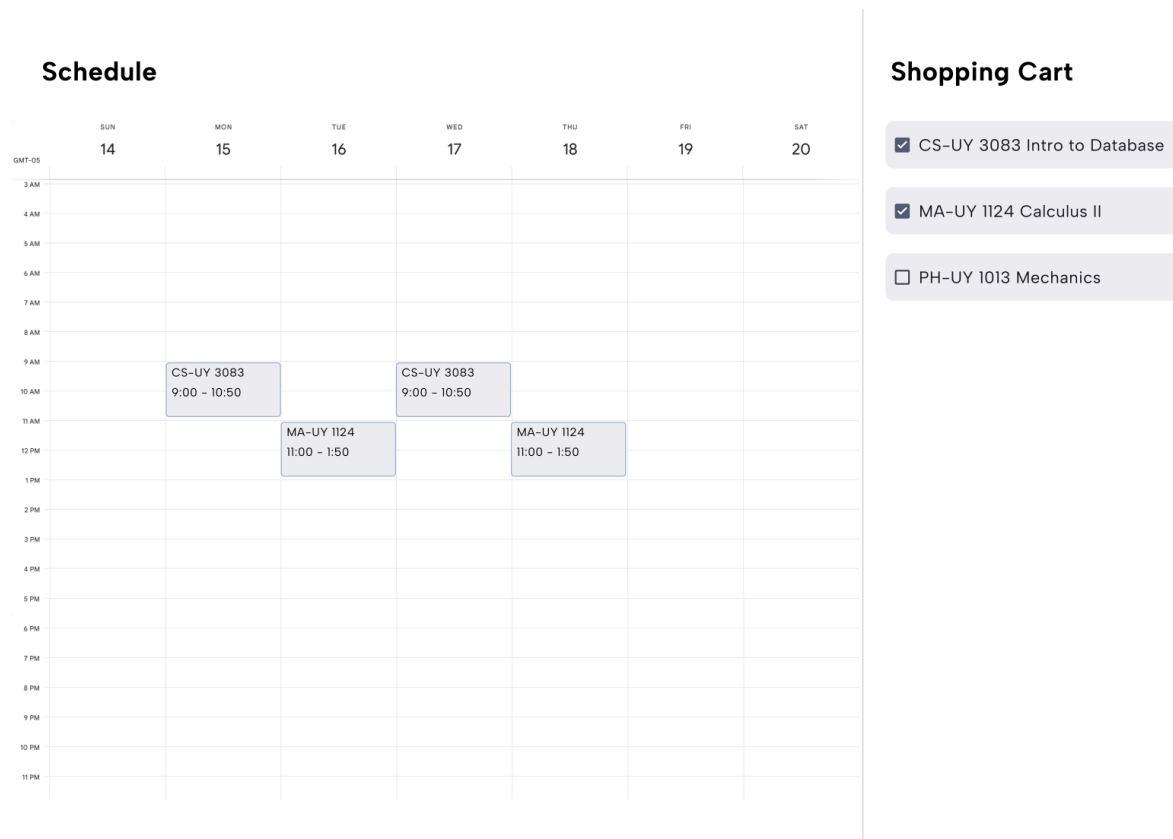 Schedule
Shopping Cart
SUN MON TUE WED THU FRI SAT
14 15 16 17 18 19 20
GMT-05
3 AM
4 AM
5 AM
6 AM
7 AM
8 AM
9 AM
10 AM
11 AM
12 PM
1 PM
2 PM
3 PM
4 PM
5 PM
6 PM
7 PM
8 PM
9 PM
10 PM
11 PM
CS-UY 3083
9:00 - 10:50
CS-UY 3083
9:00 - 10:50
MA-UY 1124
11:00 - 1:50
MA-UY 1124
11:00 - 1:50
CS-UY 3083 Intro to Database
MA-UY 1124 Calculus II
PH-UY 1013 Mechanics